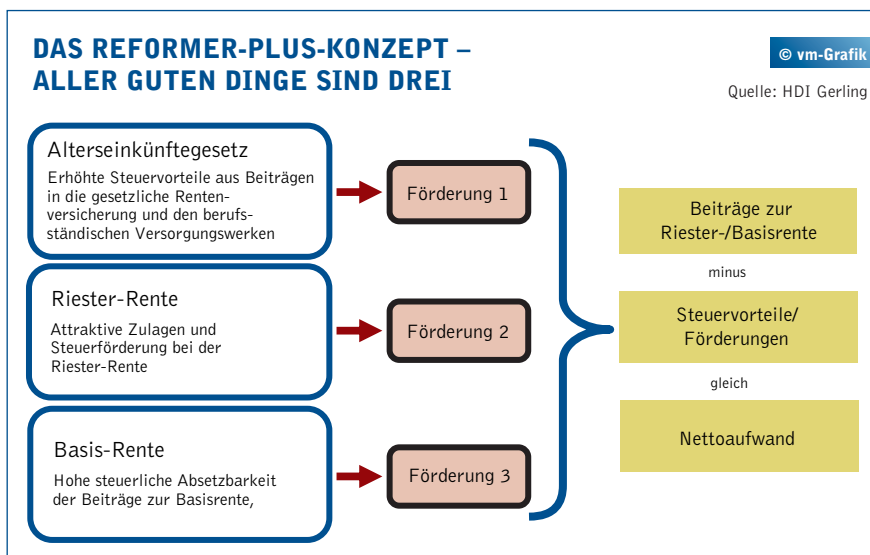 DAS REFORMER-PLUS-KONZEPT –
ALLER GUTEN DINGE SIND DREI
© vm-Grafik
Quelle: HDI Gerling
Alterseinkünftegesetz
Erhöhte Steuervorteile aus Beiträgen
in die gesetzliche Renten-
versicherung und den berufs-
ständischen Versorgungswerken
Förderung 1
Riester-Rente
Attraktive Zulagen und
Steuerförderung bei der
Riester-Rente
Förderung 2
Basis-Rente
Hohe steuerliche Absetzbarkeit
der Beiträge zur Basisrente,
Förderung 3
Beiträge zur
Riester-/Basisrente
minus
Steuervorteile/
Förderungen
gleich
Nettoaufwand